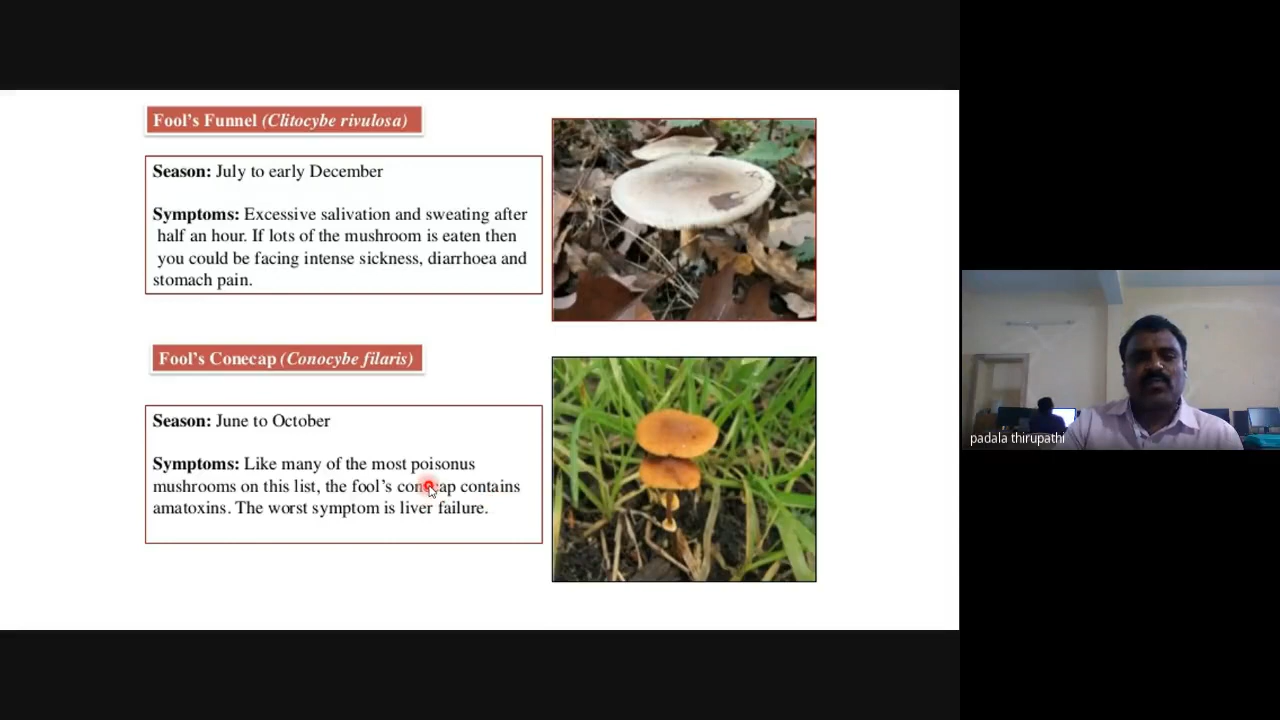 Fool's Funnel (Clitocybe rivulosa)
Season: July to early December
Symptoms: Excessive salivation and sweating after
half an hour. If lots of the mushroom is eaten then
you could be facing intense sickness, diarrhoea and
stomach pain.
Fool's Conecap (Conocybe filaris)
Season: June to October
Symptoms: Like many of the most poisonus
mushrooms on this list, the fool's conecap contains
amatoxins. The worst symptom is liver failure.
padala thirupathi